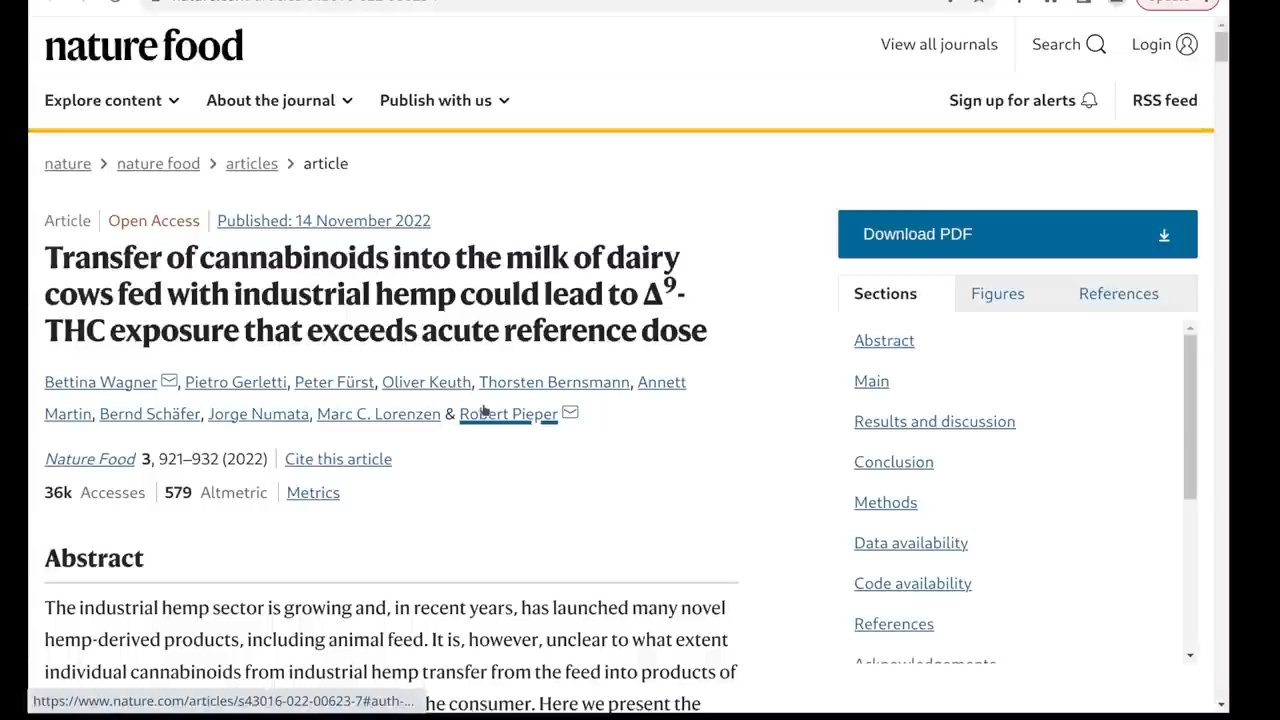 nature food
View all journals
Search
Login
Explore content
About the journal
Publish with us
Sign up for alerts
RSS feed
nature > nature food > articles > article
Article | Open Access | Published: 14 November 2022
Transfer of cannabinoids into the milk of dairy
cows fed with industrial hemp could lead to Δ⁹-
THC exposure that exceeds acute reference dose
Bettina Wagner, Pietro Gerletti, Peter Fürst, Oliver Keuth, Thorsten Bernsmann, Annett
Martin, Bernd Schäfer, Jorge Numata, Marc C. Lorenzen & Robert Pieper
Nature Food 3, 921–932 (2022) | Cite this article
36k Accesses | 579 Altmetric | Metrics
Abstract
The industrial hemp sector is growing and, in recent years, has launched many novel
hemp-derived products, including animal feed. It is, however, unclear to what extent
individual cannabinoids from industrial hemp transfer from the feed into products of
he consumer. Here we present the
https://www.nature.com/articles/s43016-022-00623-7#auth-...
Download PDF
Sections
Figures
References
Abstract
Main
Results and discussion
Conclusion
Methods
Data availability
Code availability
References
Acknowledgements